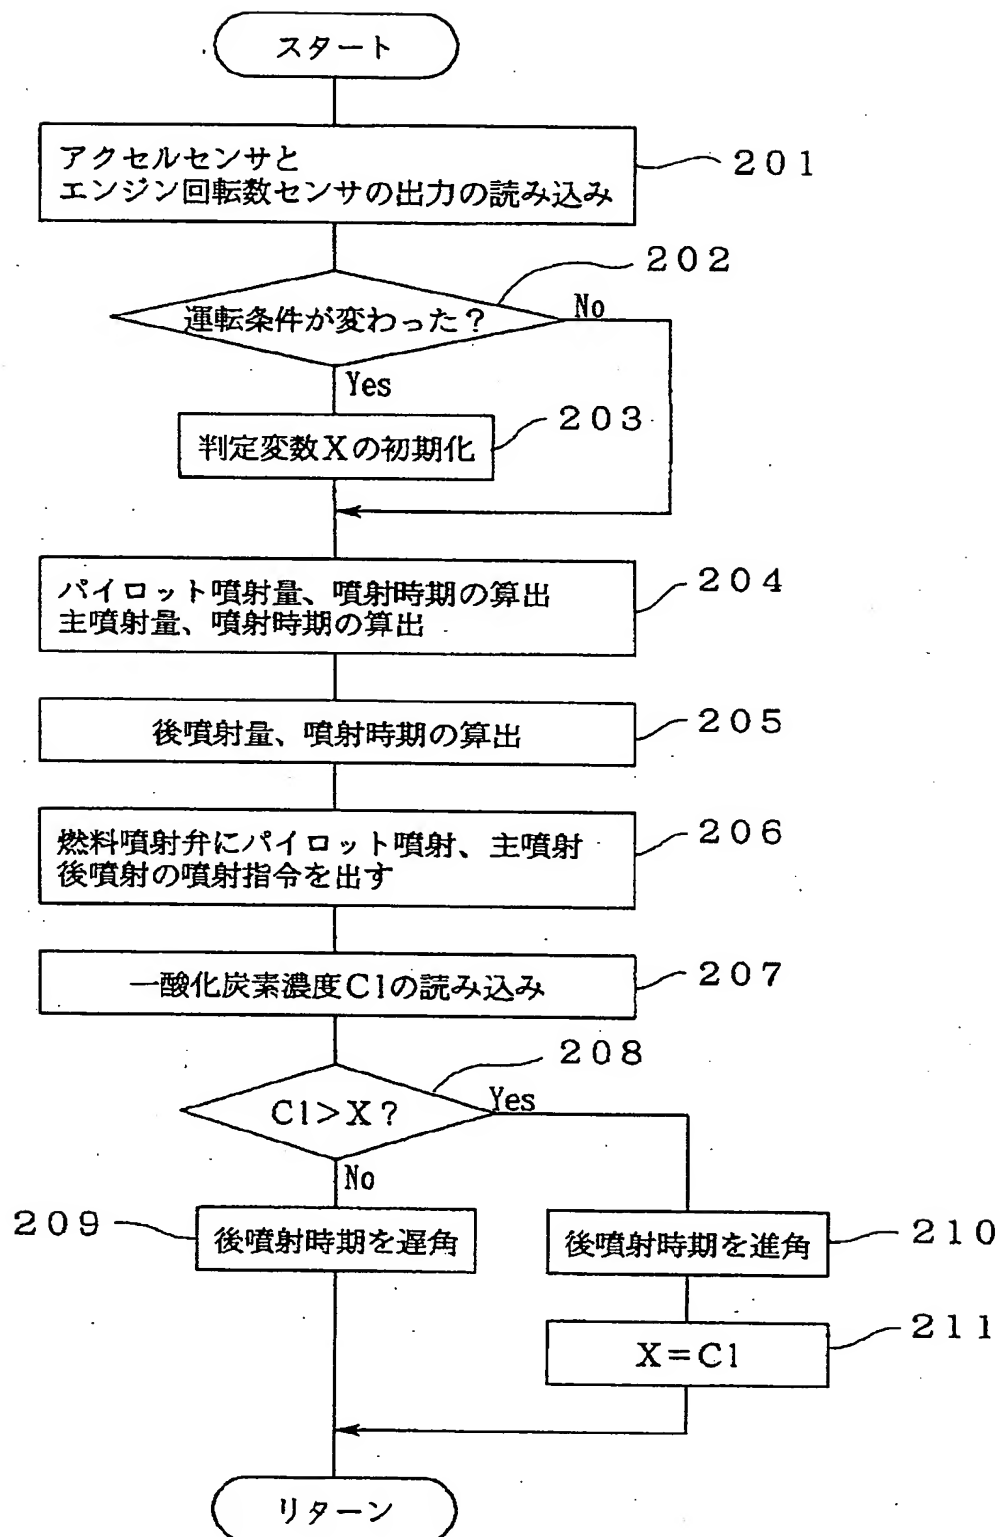 スタート
アクセルセンサと
エンジン回転数センサの出力の読み込み
201
運転条件が変わった？
202
No
Yes
判定変数Xの初期化
203
パイロット噴射量、噴射時期の算出
主噴射量、噴射時期の算出
204
後噴射量、噴射時期の算出
205
燃料噴射弁にパイロット噴射、主噴射
後噴射の噴射指令を出す
206
一酸化炭素濃度C1の読み込み
207
C1＞X？
208
Yes
No
209
後噴射時期を遅角
後噴射時期を進角
210
X＝C1
211
リターン